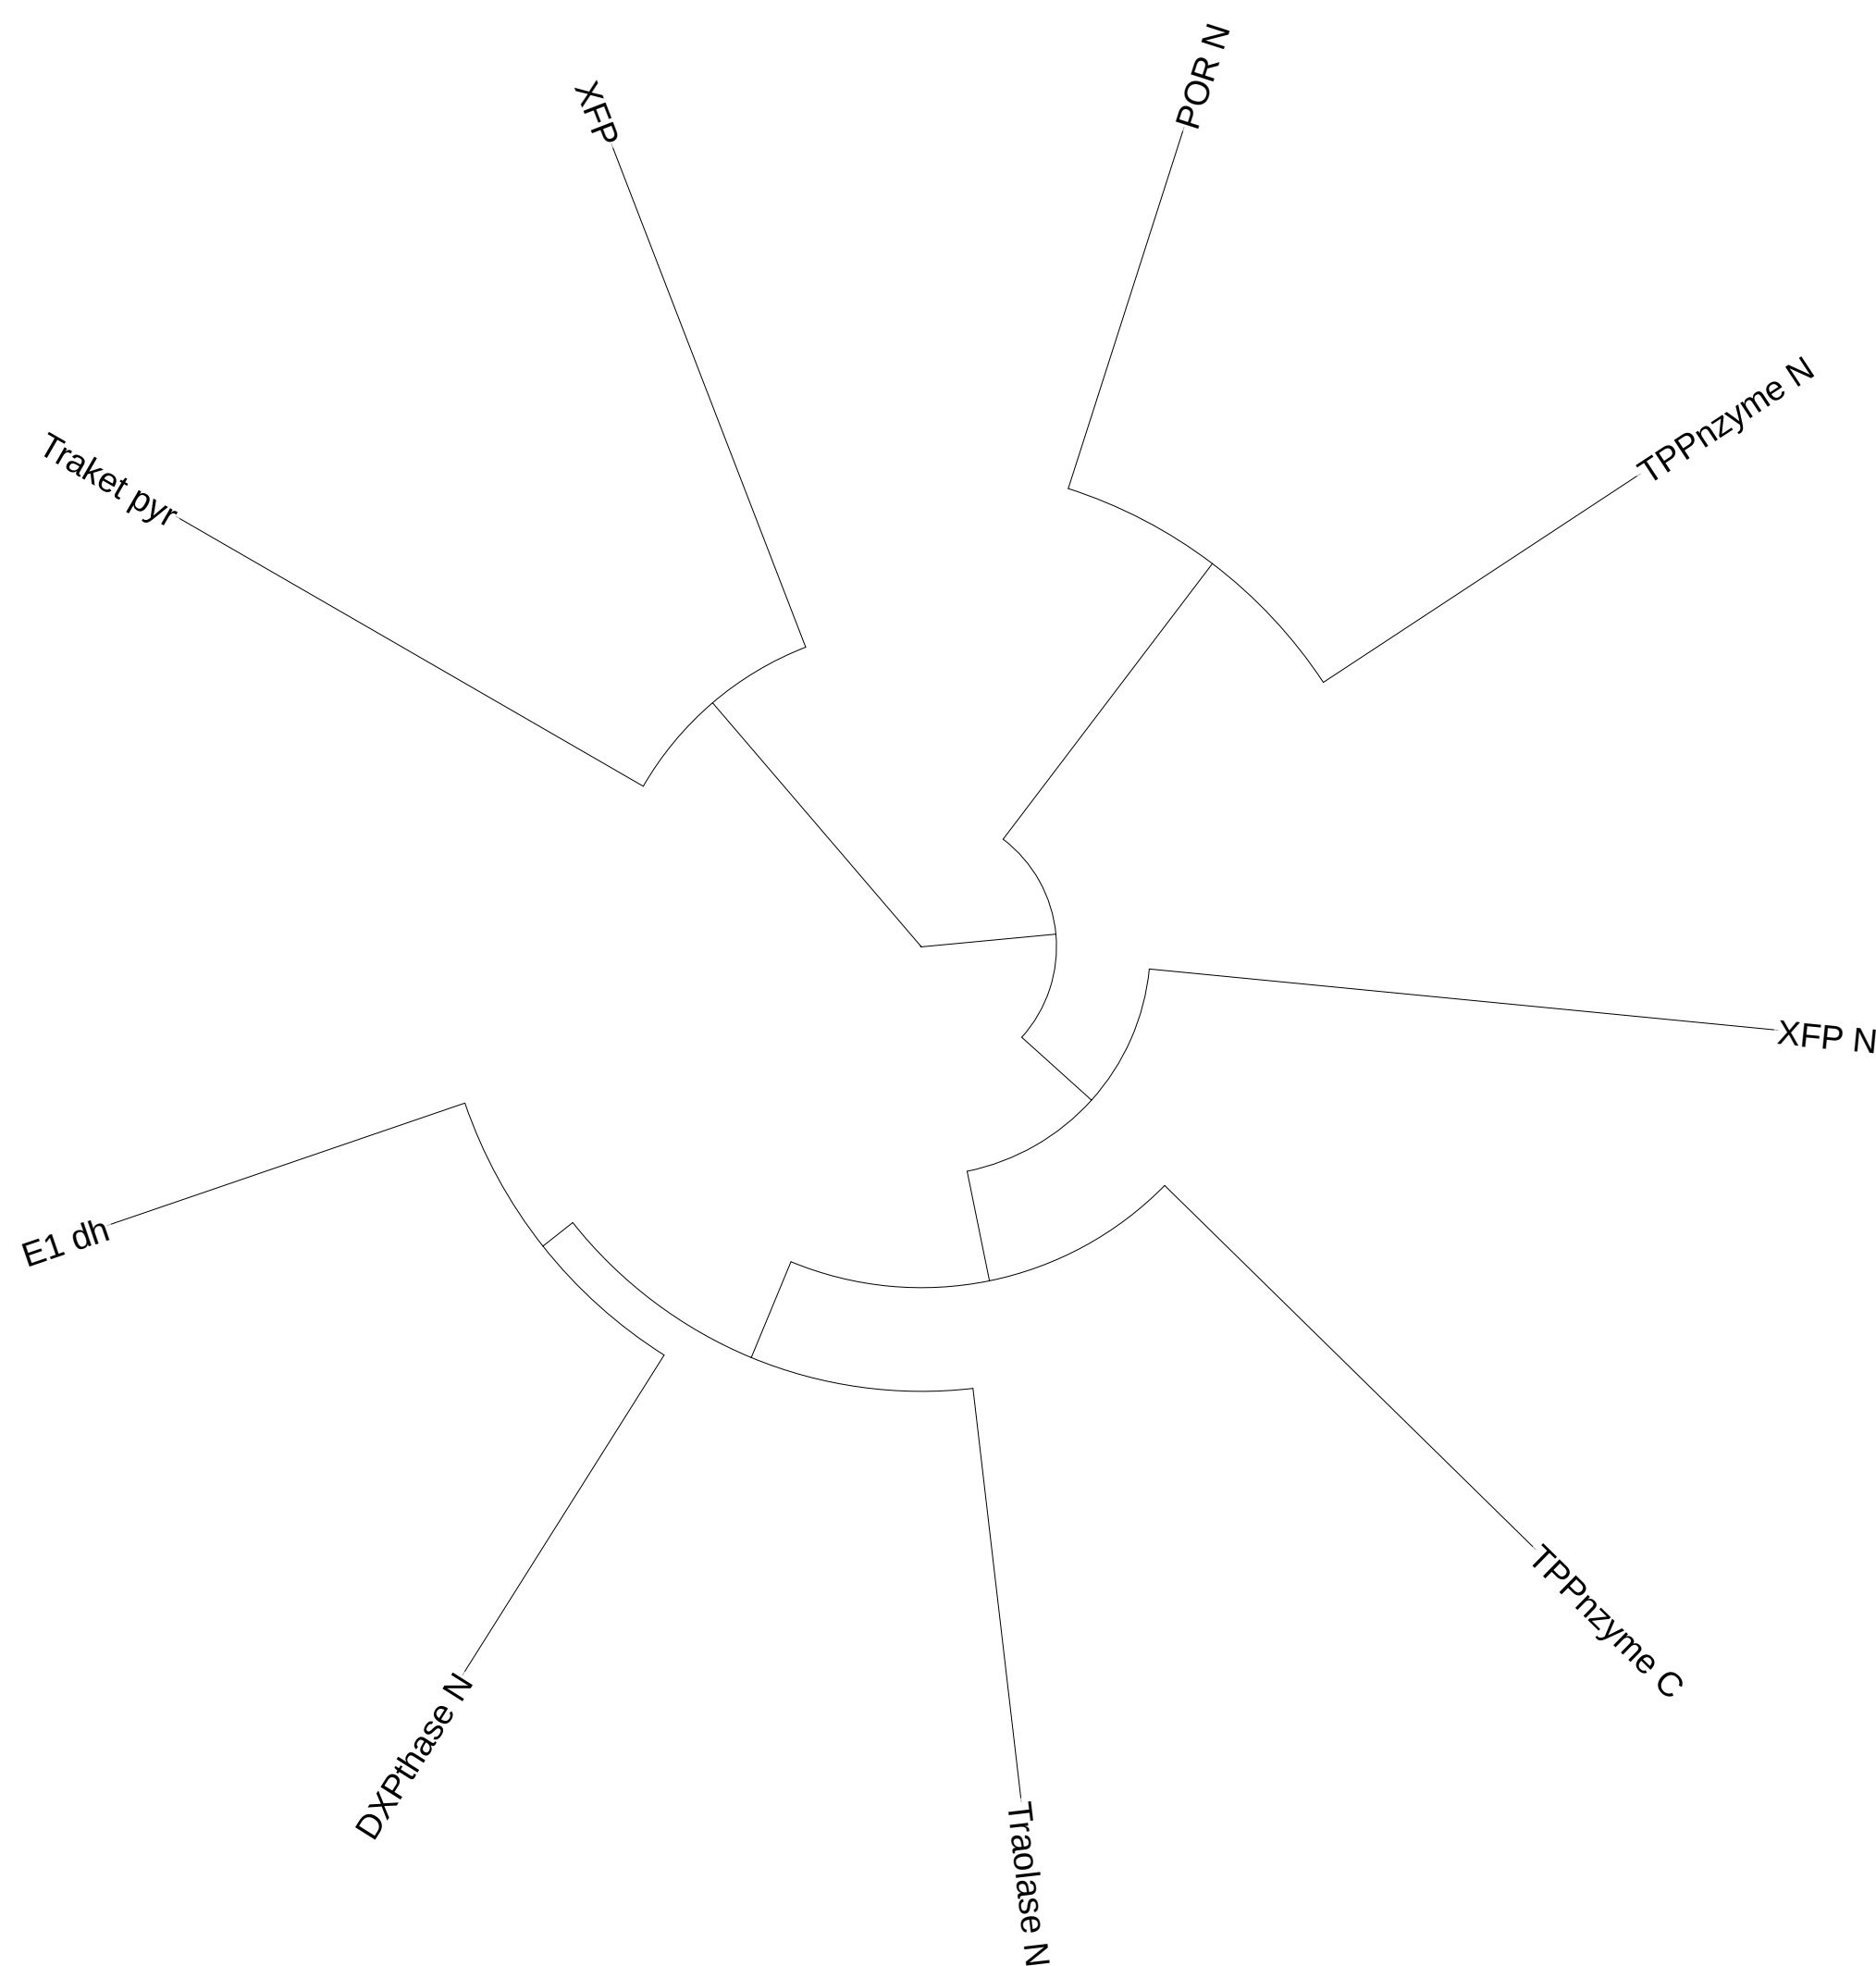 POR N
XFP
TPPnzyme N
Traket pyr
XFP N
E1 dh
TPPnzyme C
DXPthase N
Traolase N